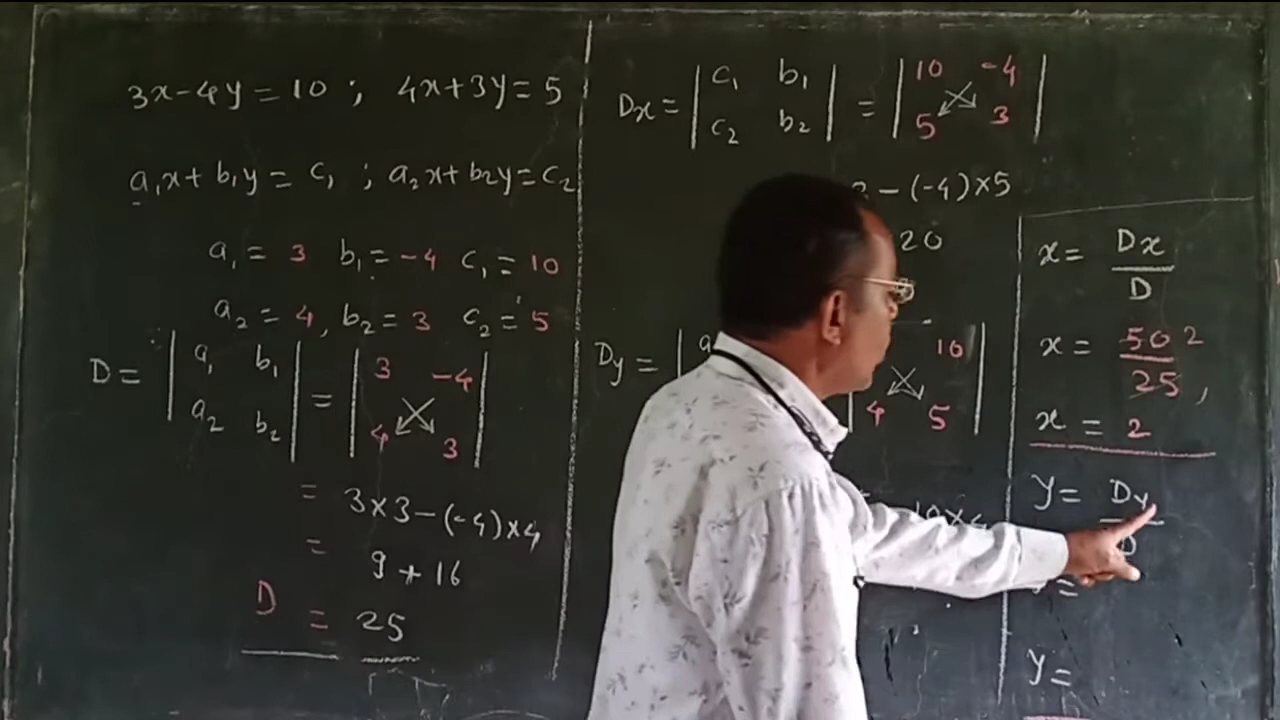 3x-4y=10 ; 4x+3y=5
a₁x+b₁y=c₁ ; a₂x+b₂y=c₂
a₁= 3 b₁=-4 c₁=10
a₂=4, b₂=3 c₂=5
D= | a₁ b₁ | = | 3 -4 |
a₂ b₂ 4 3
= 3×3-(-4)×4
= 9+16
D = 25
Dx= | c₁ b₁ | = | 10 -4 |
c₂ b₂ 5 3
-(-4)×5
20
Dy= | 10 |
4 5
x= Dx
D
x= 50 2
25,
x = 2
y= Dy
D
y=
y=